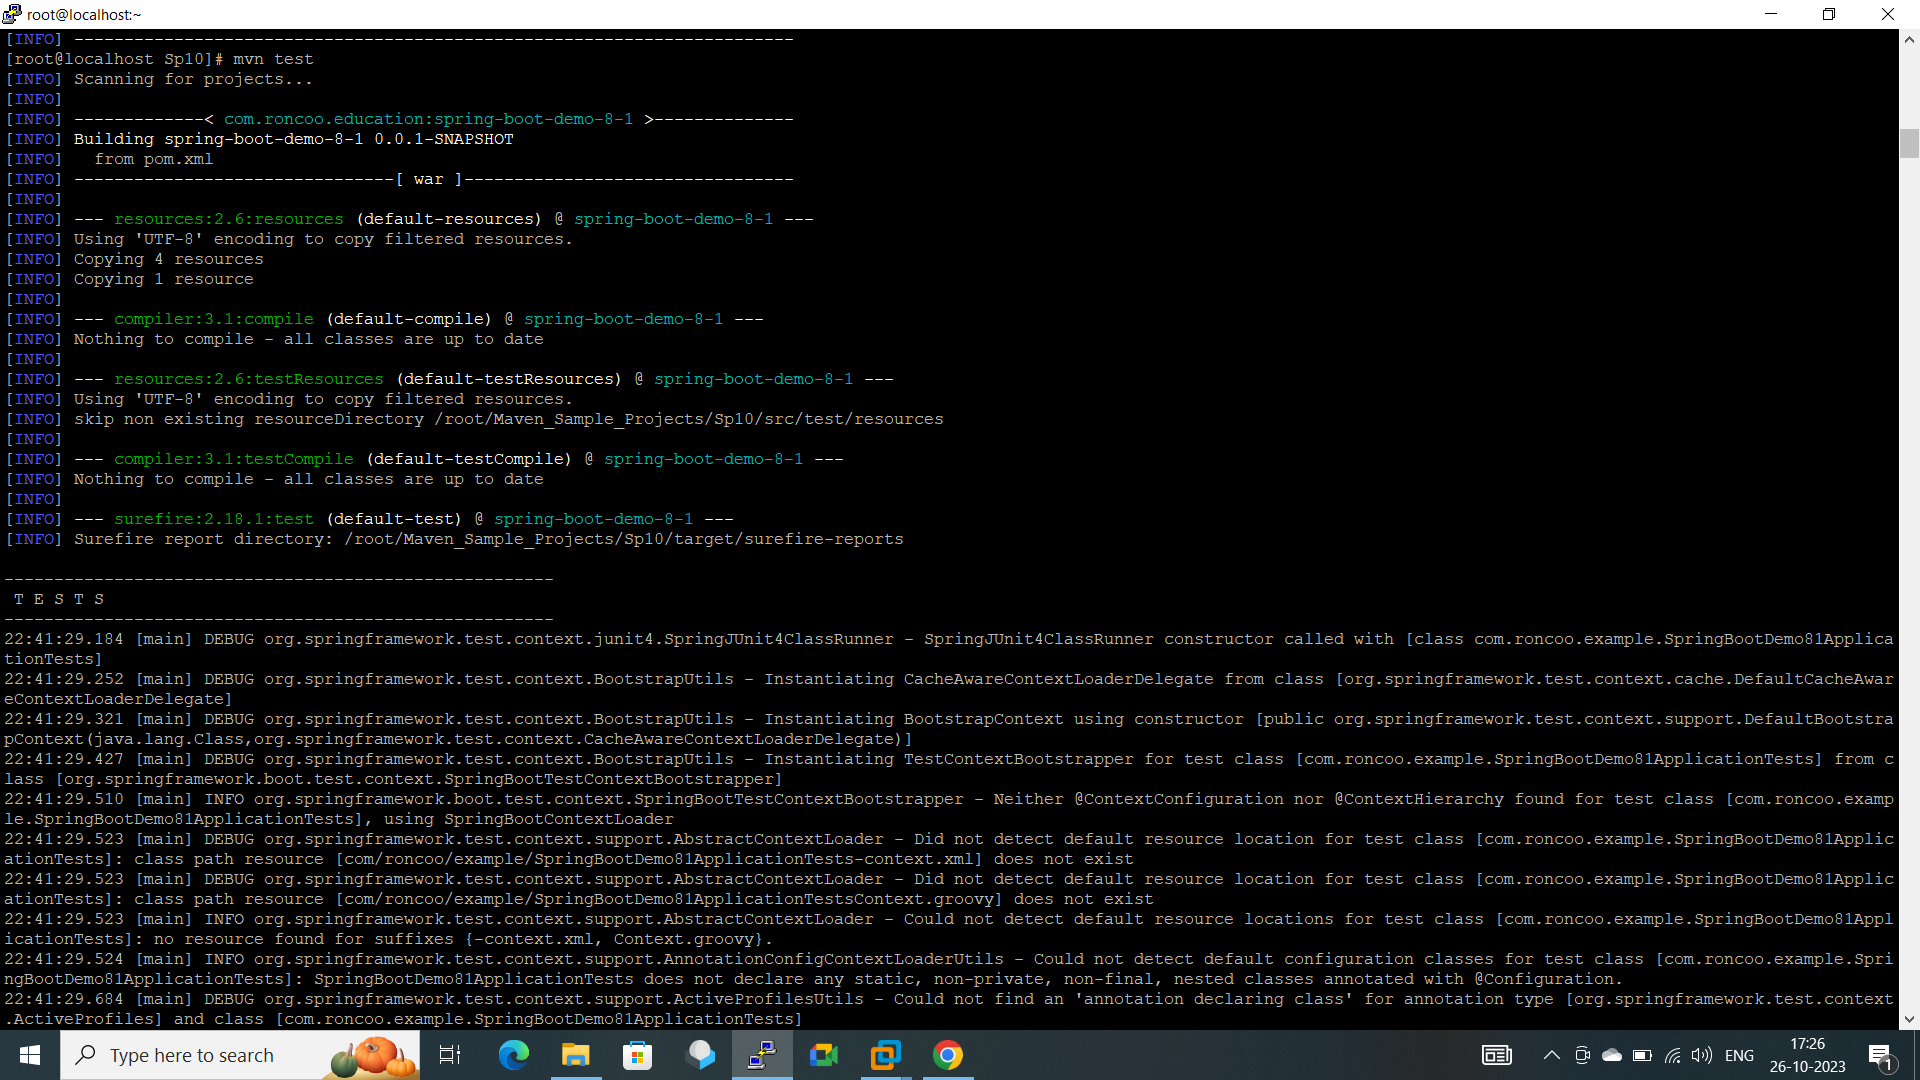 root@localhost:~
[INFO] ------------------------------------------------------------------------
[root@localhost Sp10]# mvn test
[INFO] Scanning for projects...
[INFO]
[INFO] -------------< com.roncoo.education:spring-boot-demo-8-1 >--------------
[INFO] Building spring-boot-demo-8-1 0.0.1-SNAPSHOT
[INFO]   from pom.xml
[INFO] --------------------------------[ war ]---------------------------------
[INFO]
[INFO] --- resources:2.6:resources (default-resources) @ spring-boot-demo-8-1 ---
[INFO] Using 'UTF-8' encoding to copy filtered resources.
[INFO] Copying 4 resources
[INFO] Copying 1 resource
[INFO]
[INFO] --- compiler:3.1:compile (default-compile) @ spring-boot-demo-8-1 ---
[INFO] Nothing to compile - all classes are up to date
[INFO]
[INFO] --- resources:2.6:testResources (default-testResources) @ spring-boot-demo-8-1 ---
[INFO] Using 'UTF-8' encoding to copy filtered resources.
[INFO] skip non existing resourceDirectory /root/Maven_Sample_Projects/Sp10/src/test/resources
[INFO]
[INFO] --- compiler:3.1:testCompile (default-testCompile) @ spring-boot-demo-8-1 ---
[INFO] Nothing to compile - all classes are up to date
[INFO]
[INFO] --- surefire:2.18.1:test (default-test) @ spring-boot-demo-8-1 ---
[INFO] Surefire report directory: /root/Maven_Sample_Projects/Sp10/target/surefire-reports
-------------------------------------------------------
 T E S T S
-------------------------------------------------------
22:41:29.184 [main] DEBUG org.springframework.test.context.junit4.SpringJUnit4ClassRunner - SpringJUnit4ClassRunner constructor called with [class com.roncoo.example.SpringBootDemo81Applica
tionTests]
22:41:29.252 [main] DEBUG org.springframework.test.context.BootstrapUtils - Instantiating CacheAwareContextLoaderDelegate from class [org.springframework.test.context.cache.DefaultCacheAwar
eContextLoaderDelegate]
22:41:29.321 [main] DEBUG org.springframework.test.context.BootstrapUtils - Instantiating BootstrapContext using constructor [public org.springframework.test.context.support.DefaultBootstra
pContext(java.lang.Class,org.springframework.test.context.CacheAwareContextLoaderDelegate)]
22:41:29.427 [main] DEBUG org.springframework.test.context.BootstrapUtils - Instantiating TestContextBootstrapper for test class [com.roncoo.example.SpringBootDemo81ApplicationTests] from c
lass [org.springframework.boot.test.context.SpringBootTestContextBootstrapper]
22:41:29.510 [main] INFO org.springframework.boot.test.context.SpringBootTestContextBootstrapper - Neither @ContextConfiguration nor @ContextHierarchy found for test class [com.roncoo.examp
le.SpringBootDemo81ApplicationTests], using SpringBootContextLoader
22:41:29.523 [main] DEBUG org.springframework.test.context.support.AbstractContextLoader - Did not detect default resource location for test class [com.roncoo.example.SpringBootDemo81Applic
ationTests]: class path resource [com/roncoo/example/SpringBootDemo81ApplicationTests-context.xml] does not exist
22:41:29.523 [main] DEBUG org.springframework.test.context.support.AbstractContextLoader - Did not detect default resource location for test class [com.roncoo.example.SpringBootDemo81Applic
ationTests]: class path resource [com/roncoo/example/SpringBootDemo81ApplicationTestsContext.groovy] does not exist
22:41:29.523 [main] INFO org.springframework.test.context.support.AbstractContextLoader - Could not detect default resource locations for test class [com.roncoo.example.SpringBootDemo81Appl
icationTests]: no resource found for suffixes {-context.xml, Context.groovy}.
22:41:29.524 [main] INFO org.springframework.test.context.support.AnnotationConfigContextLoaderUtils - Could not detect default configuration classes for test class [com.roncoo.example.Spri
ngBootDemo81ApplicationTests]: SpringBootDemo81ApplicationTests does not declare any static, non-private, non-final, nested classes annotated with @Configuration.
22:41:29.684 [main] DEBUG org.springframework.test.context.support.ActiveProfilesUtils - Could not find an 'annotation declaring class' for annotation type [org.springframework.test.context
.ActiveProfiles] and class [com.roncoo.example.SpringBootDemo81ApplicationTests]
Type here to search
ENG
17:26
26-10-2023
1